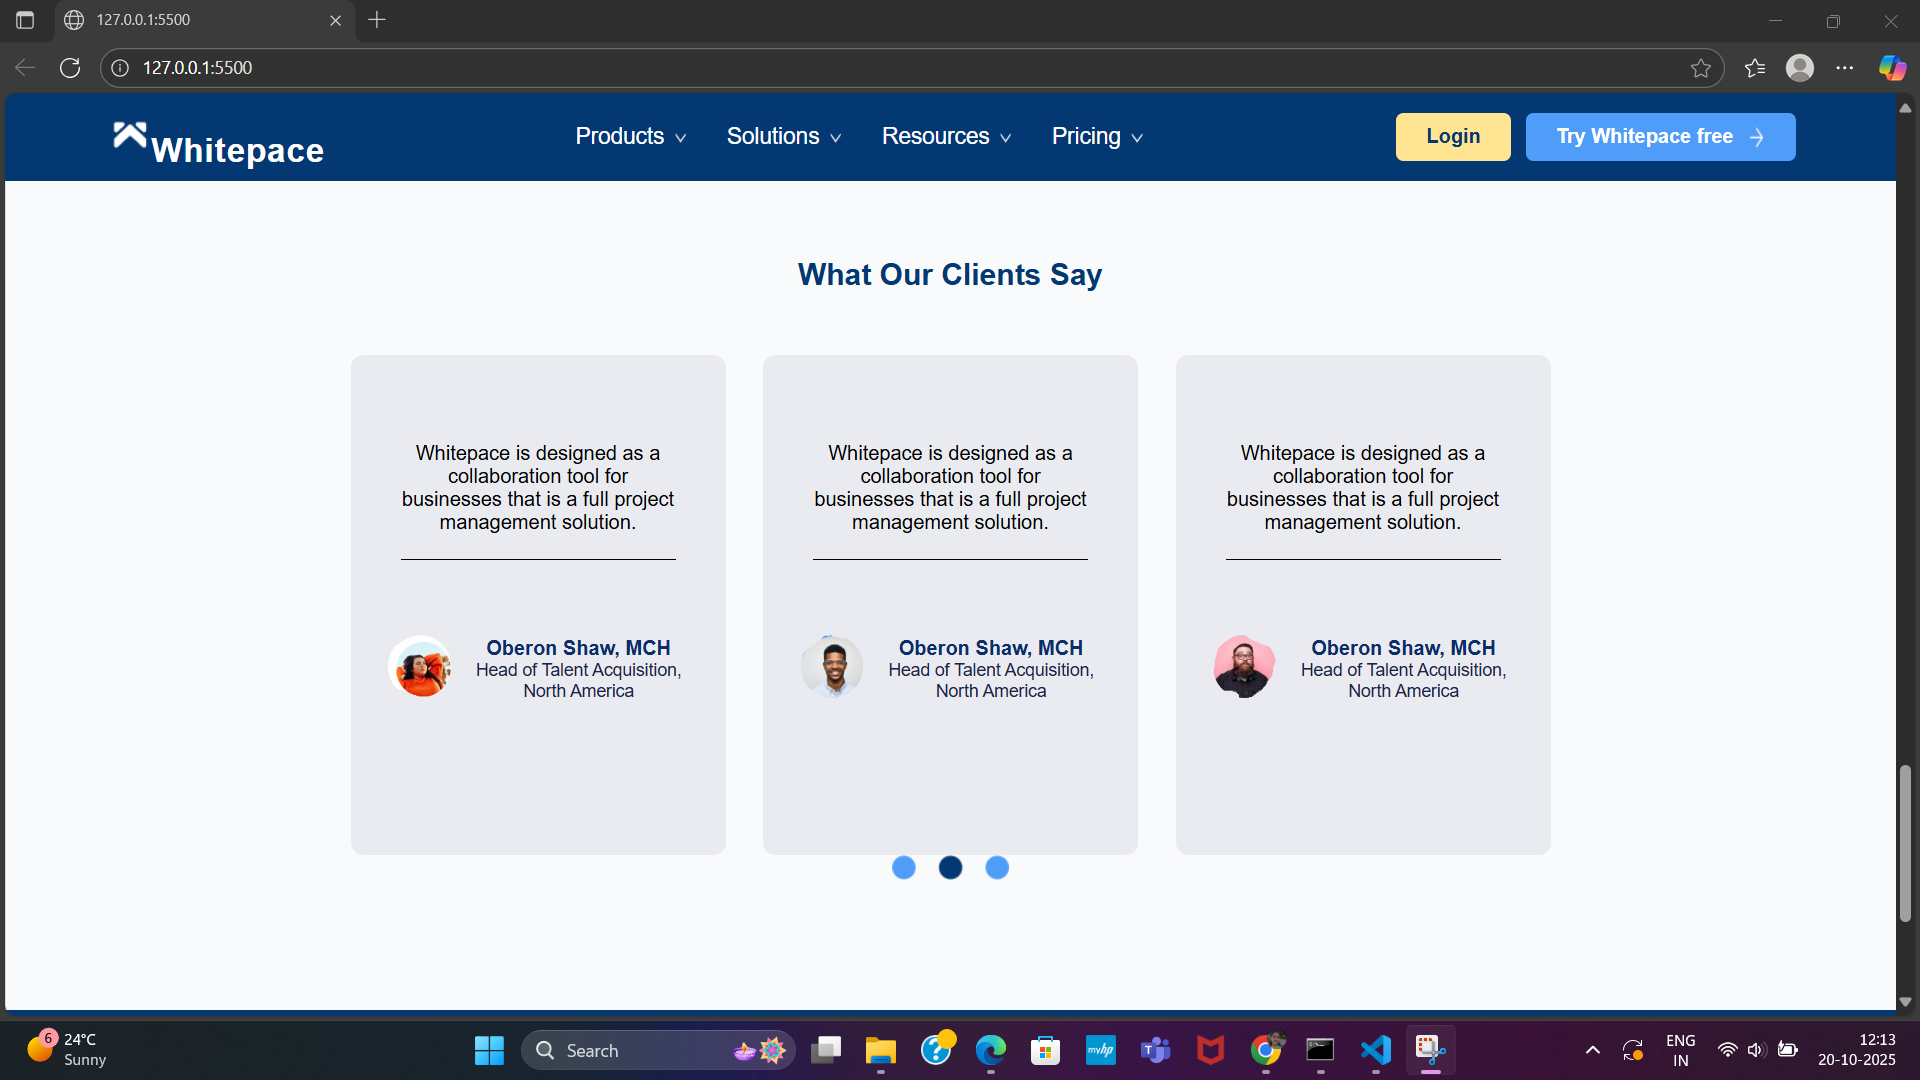 127.0.0.1:5500
127.0.0.1:5500
Whitepace
Products
Solutions
Resources
Pricing
Login
Try Whitepace free
What Our Clients Say
Whitepace is designed as a
collaboration tool for
businesses that is a full project
management solution.
Oberon Shaw, MCH
Head of Talent Acquisition,
North America
Whitepace is designed as a
collaboration tool for
businesses that is a full project
management solution.
Oberon Shaw, MCH
Head of Talent Acquisition,
North America
Whitepace is designed as a
collaboration tool for
businesses that is a full project
management solution.
Oberon Shaw, MCH
Head of Talent Acquisition,
North America
6
24°C
Sunny
Search
myhp
T
ENG
IN
12:13
20-10-2025